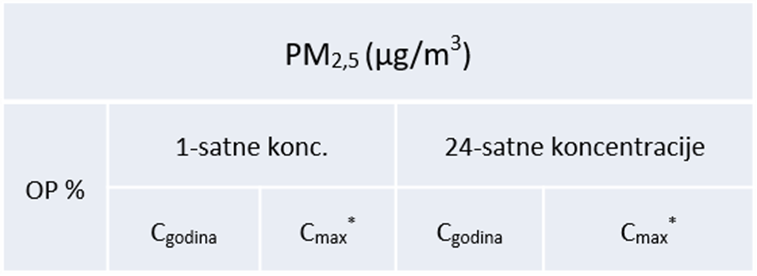 PM2,5 (µg/m3)
OP %
1-satne konc.
24-satne koncentracije
Cgodina
Cmax*
Cgodina
Cmax*